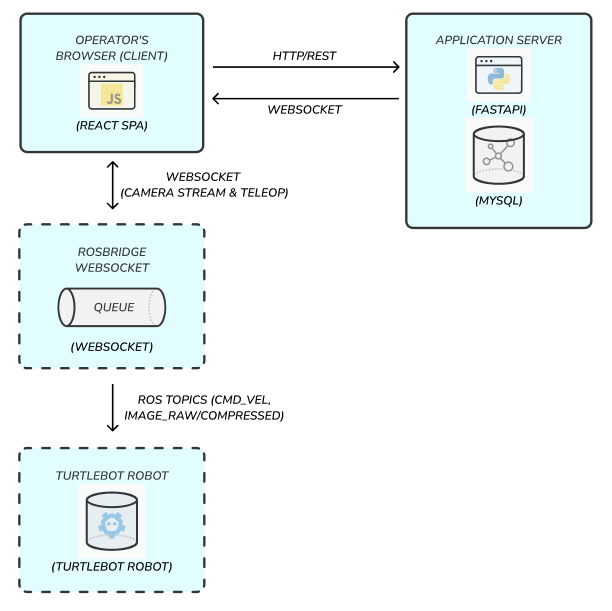 OPERATOR'S
BROWSER (CLIENT)
JS
(REACT SPA)
HTTP/REST
WEBSOCKET
APPLICATION SERVER
(FASTAPI)
(MYSQL)
WEBSOCKET
(CAMERA STREAM & TELEOP)
ROSBRIDGE
WEBSOCKET
QUEUE
(WEBSOCKET)
ROS TOPICS (CMD_VEL,
IMAGE_RAW/COMPRESSED)
TURTLEBOT ROBOT
(TURTLEBOT ROBOT)